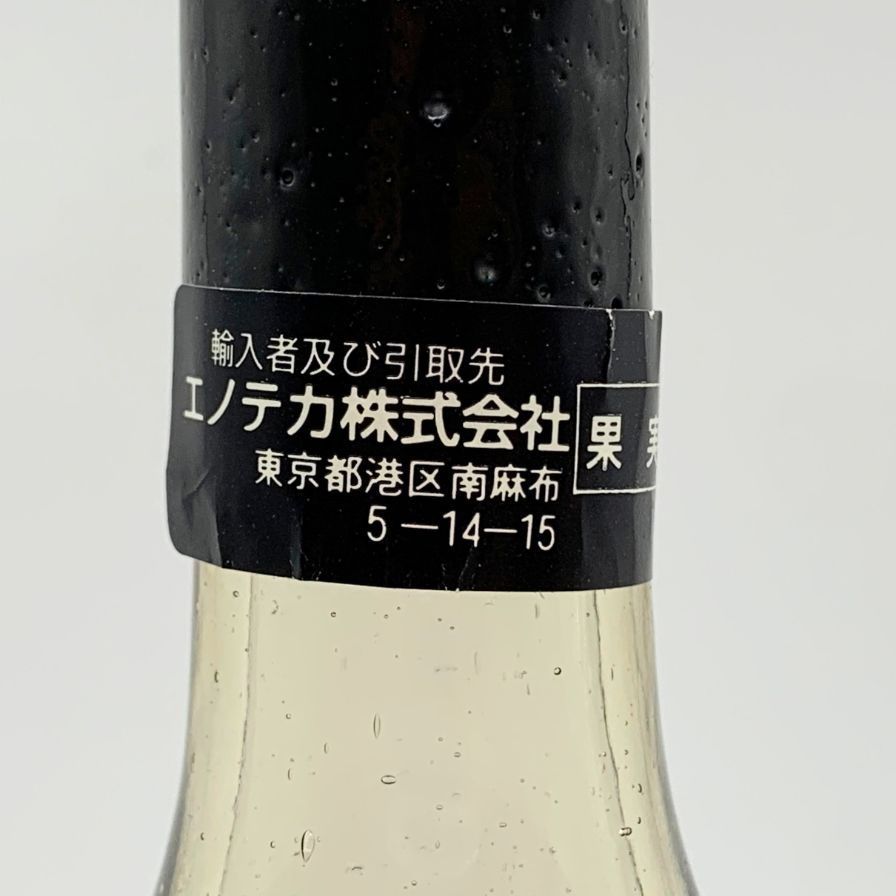 輸入者及び引取先
エノテカ株式会社
東京都港区南麻布
5-14-15
果